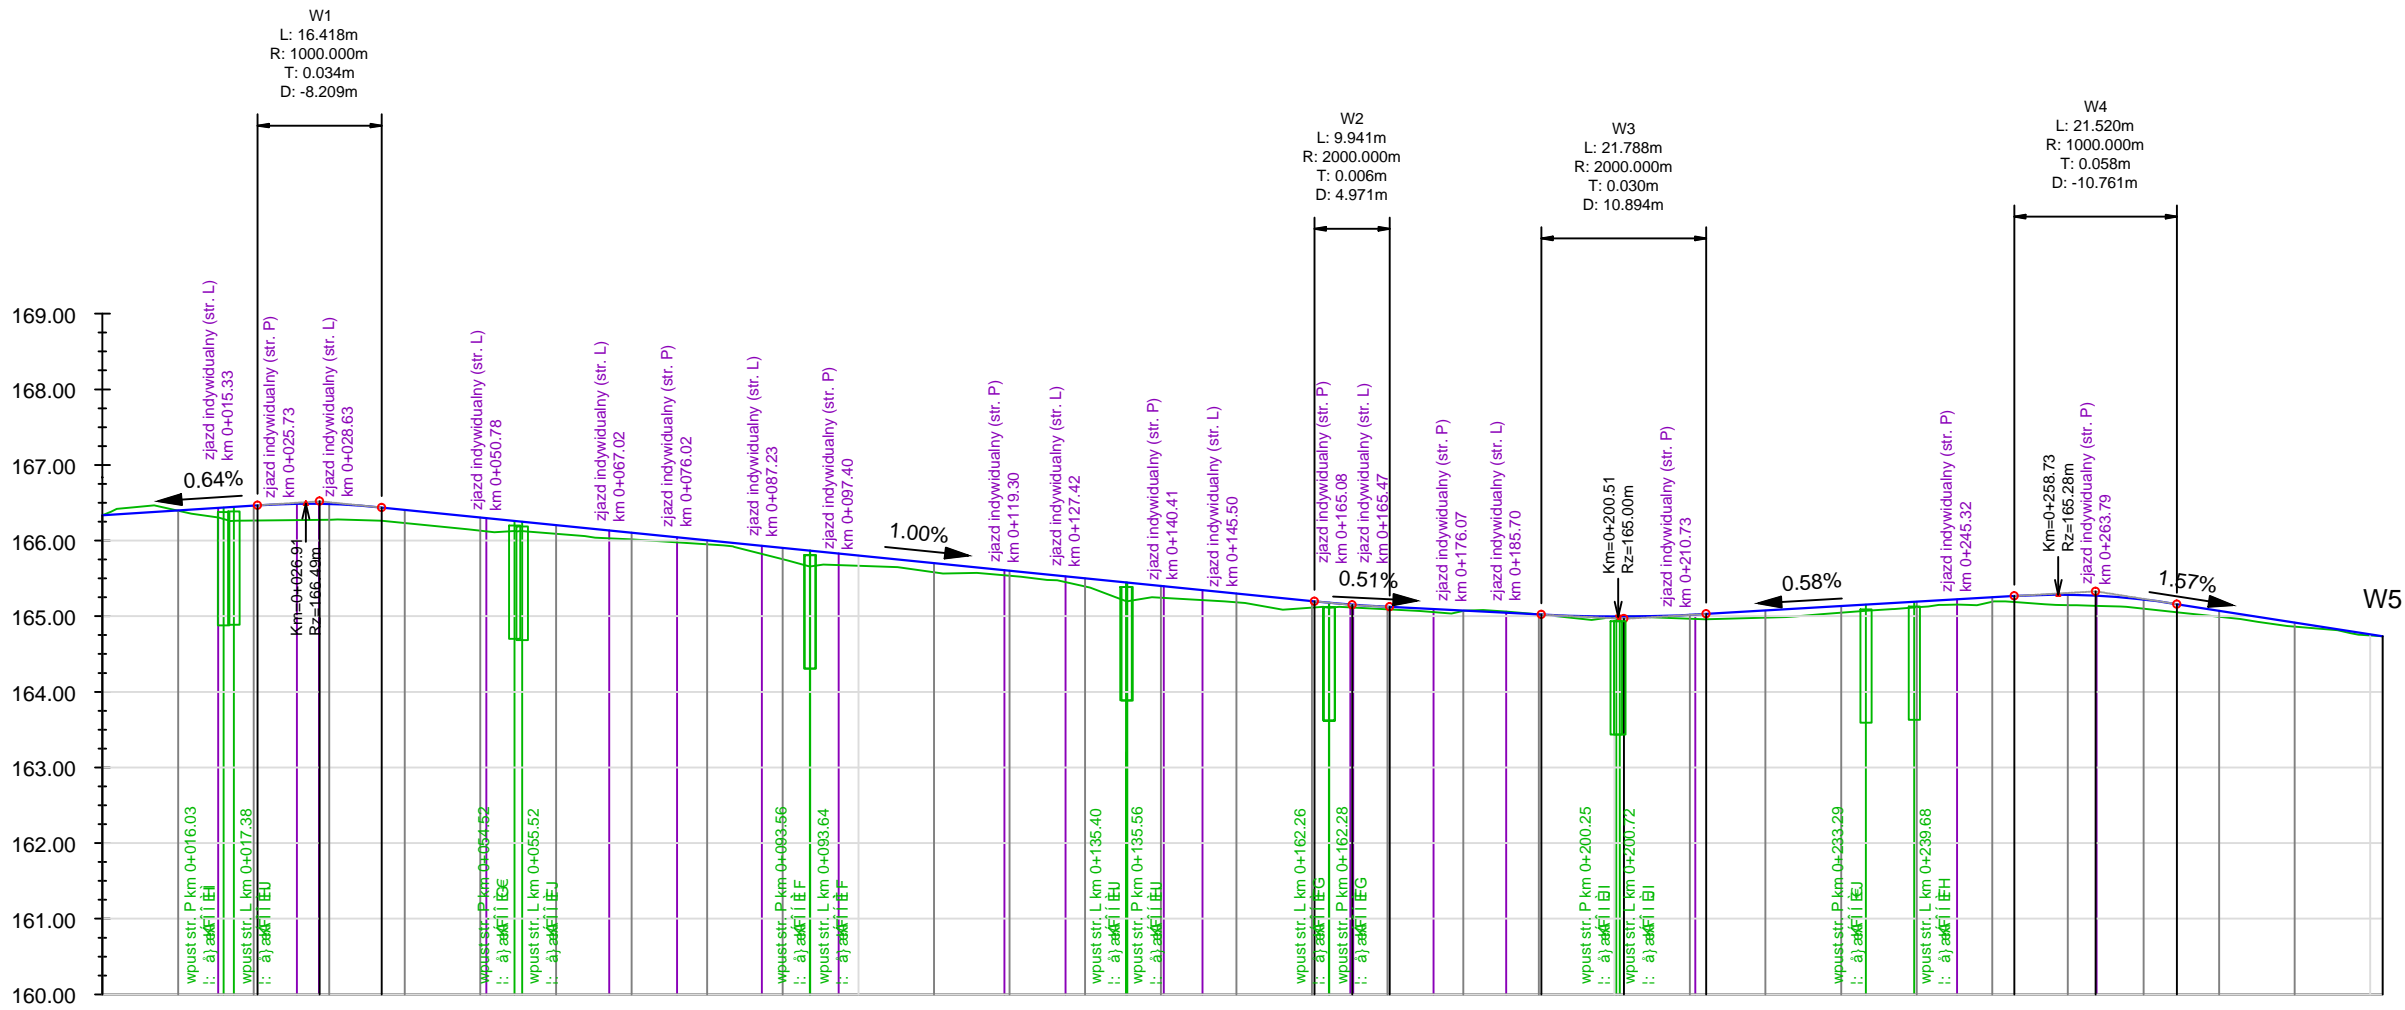 W1
L: 16.418m
R: 1000.000m
T: 0.034m
D: -8.209m
W2
L: 9.941m
R: 2000.000m
T: 0.006m
D: 4.971m
W3
L: 21.788m
R: 2000.000m
T: 0.030m
D: 10.894m
W4
L: 21.520m
R: 1000.000m
T: 0.058m
D: -10.761m
169.00
168.00
167.00
166.00
165.00
164.00
163.00
162.00
161.00
160.00
zjazd indywidualny (str. L)
km 0+015.33
zjazd indywidualny (str. P)
km 0+025.73
zjazd indywidualny (str. L)
km 0+028.63
zjazd indywidualny (str. L)
km 0+050.78
zjazd indywidualny (str. L)
km 0+067.02
zjazd indywidualny (str. P)
km 0+076.02
zjazd indywidualny (str. L)
km 0+087.23
zjazd indywidualny (str. P)
km 0+097.40
zjazd indywidualny (str. P)
km 0+119.30
zjazd indywidualny (str. L)
km 0+127.42
zjazd indywidualny (str. P)
km 0+140.41
zjazd indywidualny (str. L)
km 0+145.50
zjazd indywidualny (str. P)
km 0+165.08
zjazd indywidualny (str. L)
km 0+165.47
zjazd indywidualny (str. P)
km 0+176.07
zjazd indywidualny (str. L)
km 0+185.70
zjazd indywidualny (str. P)
km 0+210.73
zjazd indywidualny (str. P)
km 0+245.32
zjazd indywidualny (str. P)
km 0+263.79
0.64%
1.00%
0.51%
0.58%
1.57%
W5
Km=0+026.91
Rz=166.49m
Km=0+200.51
Rz=165.00m
Km=0+258.73
Rz=165.28m
wpust str. P km 0+016.03
wpust str. L km 0+017.38
wpust str. P km 0+054.52
wpust str. L km 0+055.52
wpust str. P km 0+093.56
wpust str. L km 0+093.64
wpust str. L km 0+135.40
wpust str. P km 0+135.56
wpust str. L km 0+162.26
wpust str. P km 0+162.28
wpust str. P km 0+200.25
wpust str. L km 0+200.72
wpust str. P km 0+233.29
wpust str. L km 0+239.68